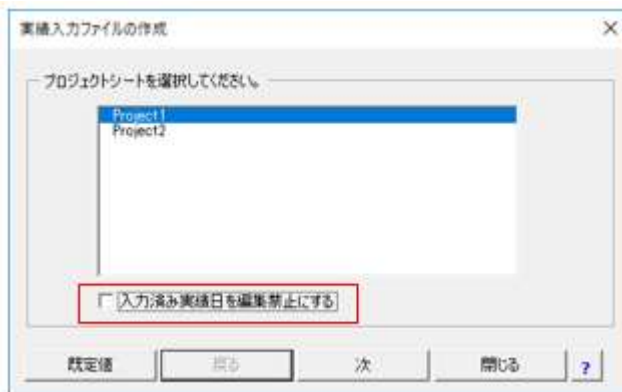 実績入力ファイルの作成
プロジェクトシートを選択してください。
Project1
Project2
入力済み実績日を編集禁止にする
既定値
戻る
次
閉じる
?